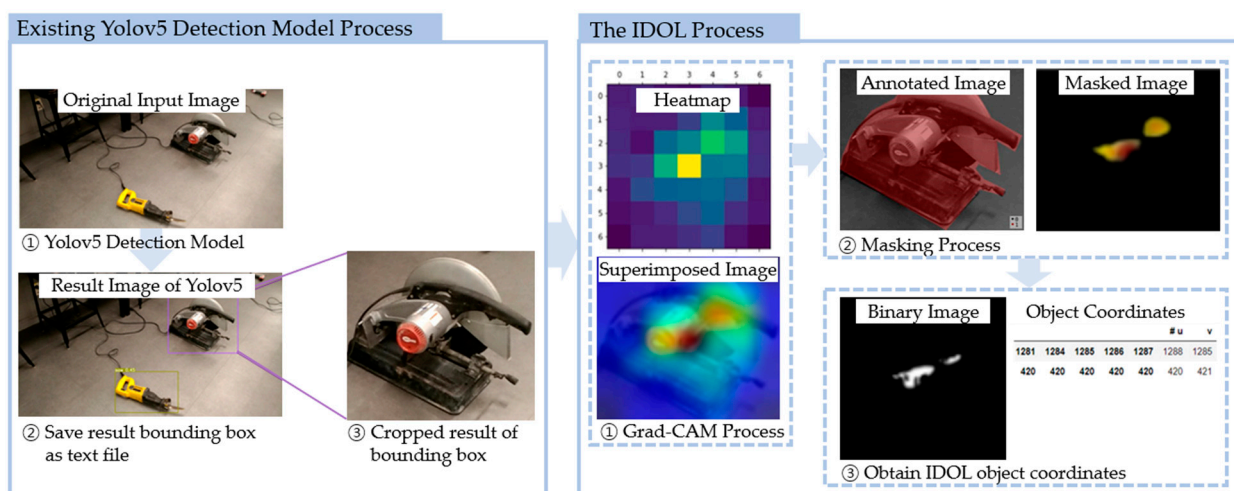 Existing Yolov5 Detection Model Process
Original Input Image
① Yolov5 Detection Model
Result Image of Yolov5
② Save result bounding box
as text file
③ Cropped result of
bounding box
The IDOL Process
0 1 2 3 4 5 6
Heatmap
0
1
2
3
4
5
6
Superimposed Image
① Grad-CAM Process
Annotated Image
Masked Image
② Masking Process
Binary Image
Object Coordinates
# u v
1281 1284 1285 1286 1287 1288 1285
420 420 420 420 420 420 421
③ Obtain IDOL object coordinates